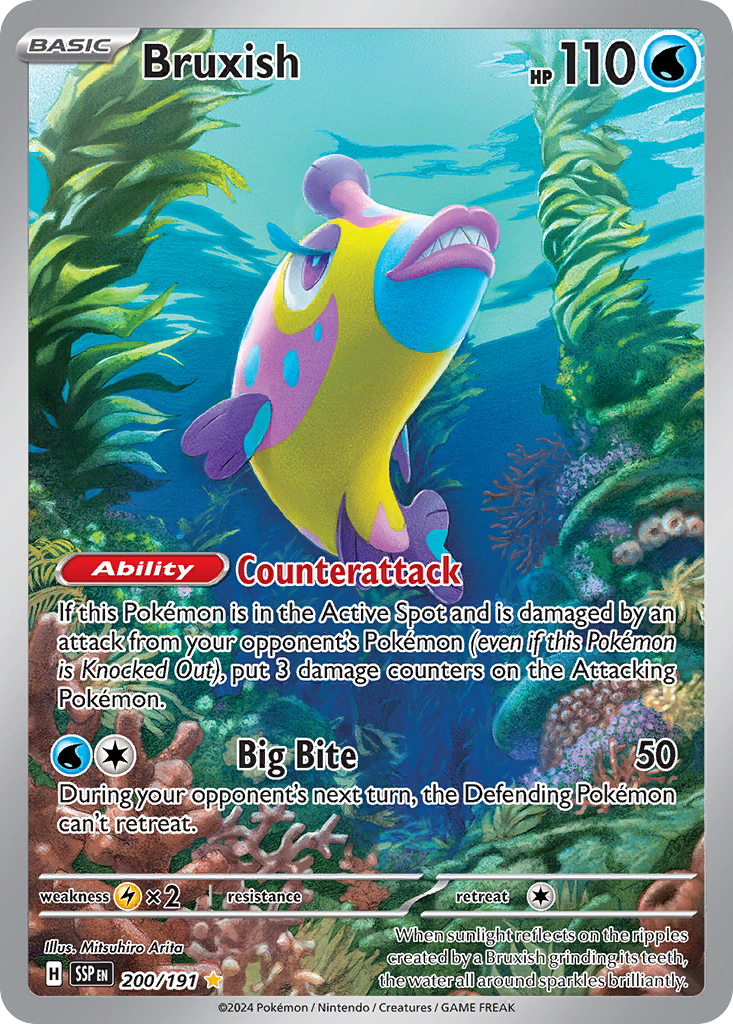 BASIC
Bruxish
HP 110
Ability Counterattack
If this Pokémon is in the Active Spot and is damaged by an
attack from your opponent's Pokémon (even if this Pokémon
is Knocked Out), put 3 damage counters on the Attacking
Pokémon.
Big Bite 50
During your opponent's next turn, the Defending Pokémon
can't retreat.
weakness ×2 resistance retreat
Illus. Mitsuhiro Arita
When sunlight reflects on the ripples
created by a Bruxish grinding its teeth,
the water all around sparkles brilliantly.
H SSP EN 200/191
©2024 Pokémon / Nintendo / Creatures / GAME FREAK